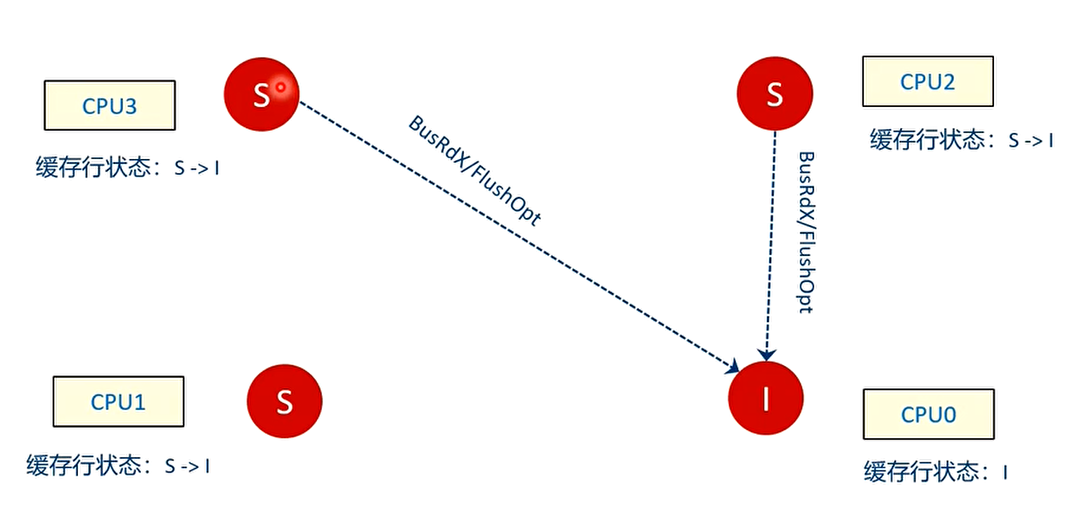 CPU3
S
缓存行状态：S -> I
BusRdX/FlushOpt
S
CPU2
缓存行状态：S -> I
BusRdX/FlushOpt
CPU1
S
缓存行状态：S -> I
I
CPU0
缓存行状态：I